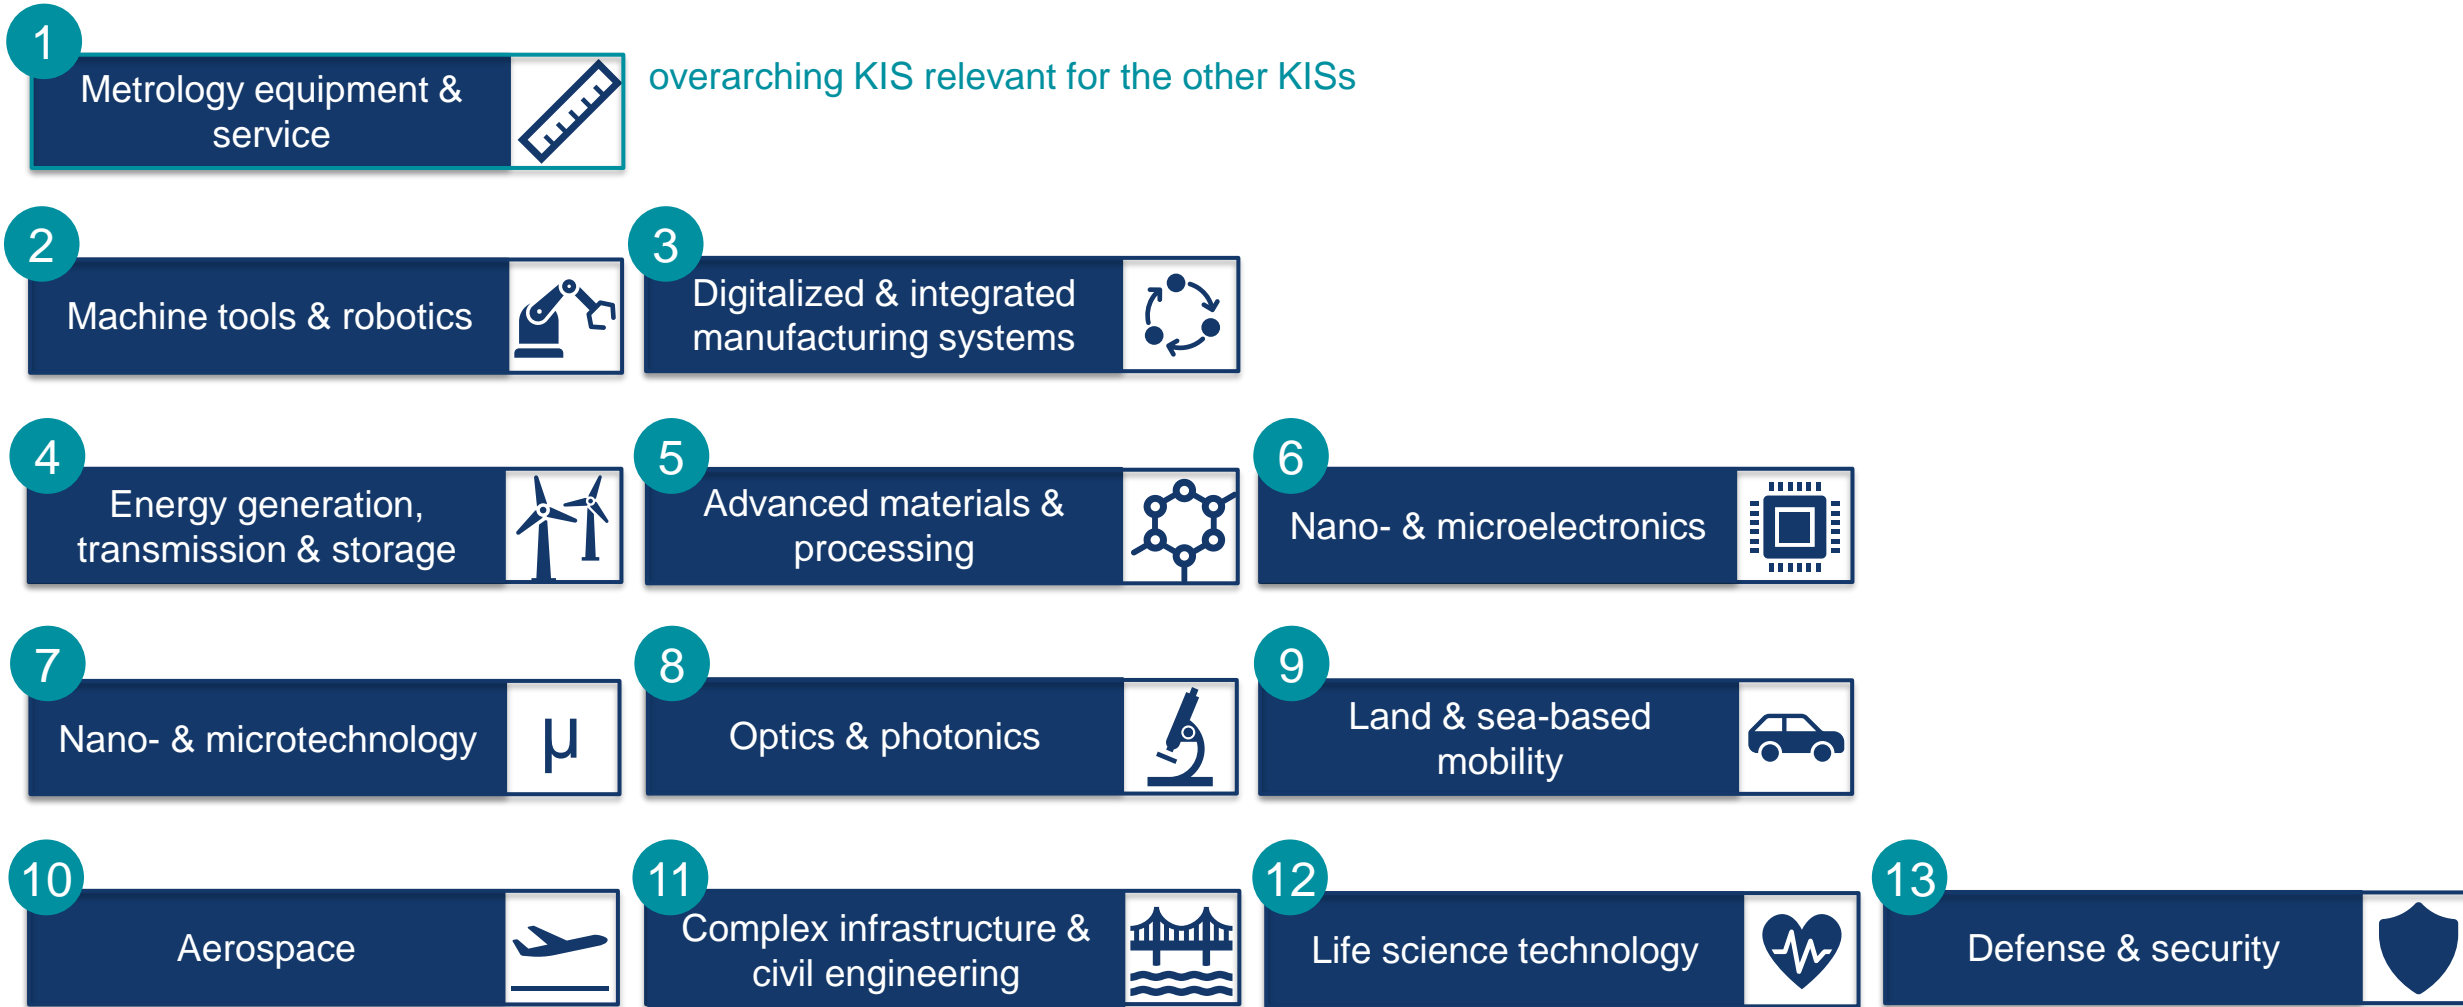 1
Metrology equipment &
service
overarching KIS relevant for the other KISs
2
Machine tools & robotics
3
Digitalized & integrated
manufacturing systems
4
Energy generation,
transmission & storage
5
Advanced materials &
processing
6
Nano- & microelectronics
7
Nano- & microtechnology
μ
8
Optics & photonics
9
Land & sea-based
mobility
10
Aerospace
11
Complex infrastructure &
civil engineering
12
Life science technology
13
Defense & security